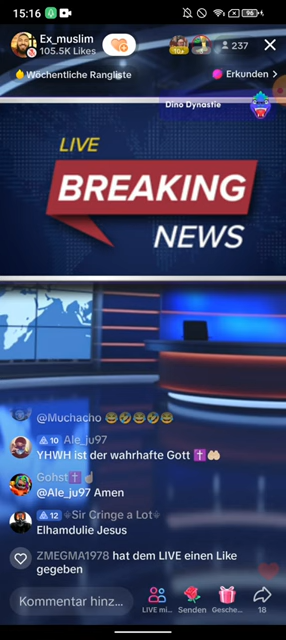 15:16
96
Ex_muslim
105.5K Likes
237
Wöchentliche Rangliste
Erkunden >
Dino Dynastie
LIVE
BREAKING
NEWS
@Muchacho 😂🤣😂🤣😂
10 Ale_ju97
YHWH ist der wahrhafte Gott ✝️🤲🏻
Gohst✝️☝🏼
@Ale_ju97 Amen
12 Sir Cringe a Lot
Elhamdulie Jesus
ZMEGMA1978 hat dem LIVE einen Like
gegeben
Kommentar hinz...
LIVE mi...
Senden
Gesche...
18